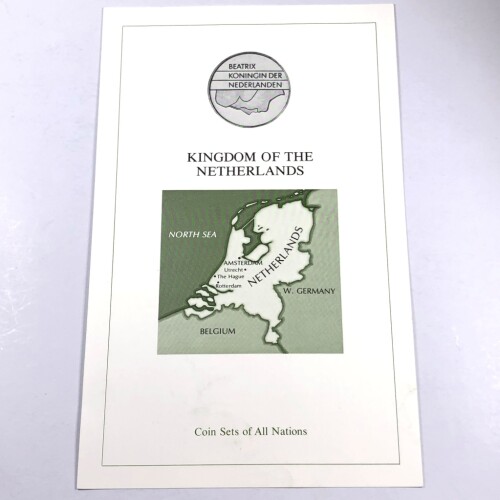 BEATRIX
KONINGIN DER
NEDERLANDEN
KINGDOM OF THE
NETHERLANDS
NORTH SEA
NETHERLANDS
AMSTERDAM
Utrecht
The Hague
Rotterdam
W. GERMANY
BELGIUM
Coin Sets of All Nations